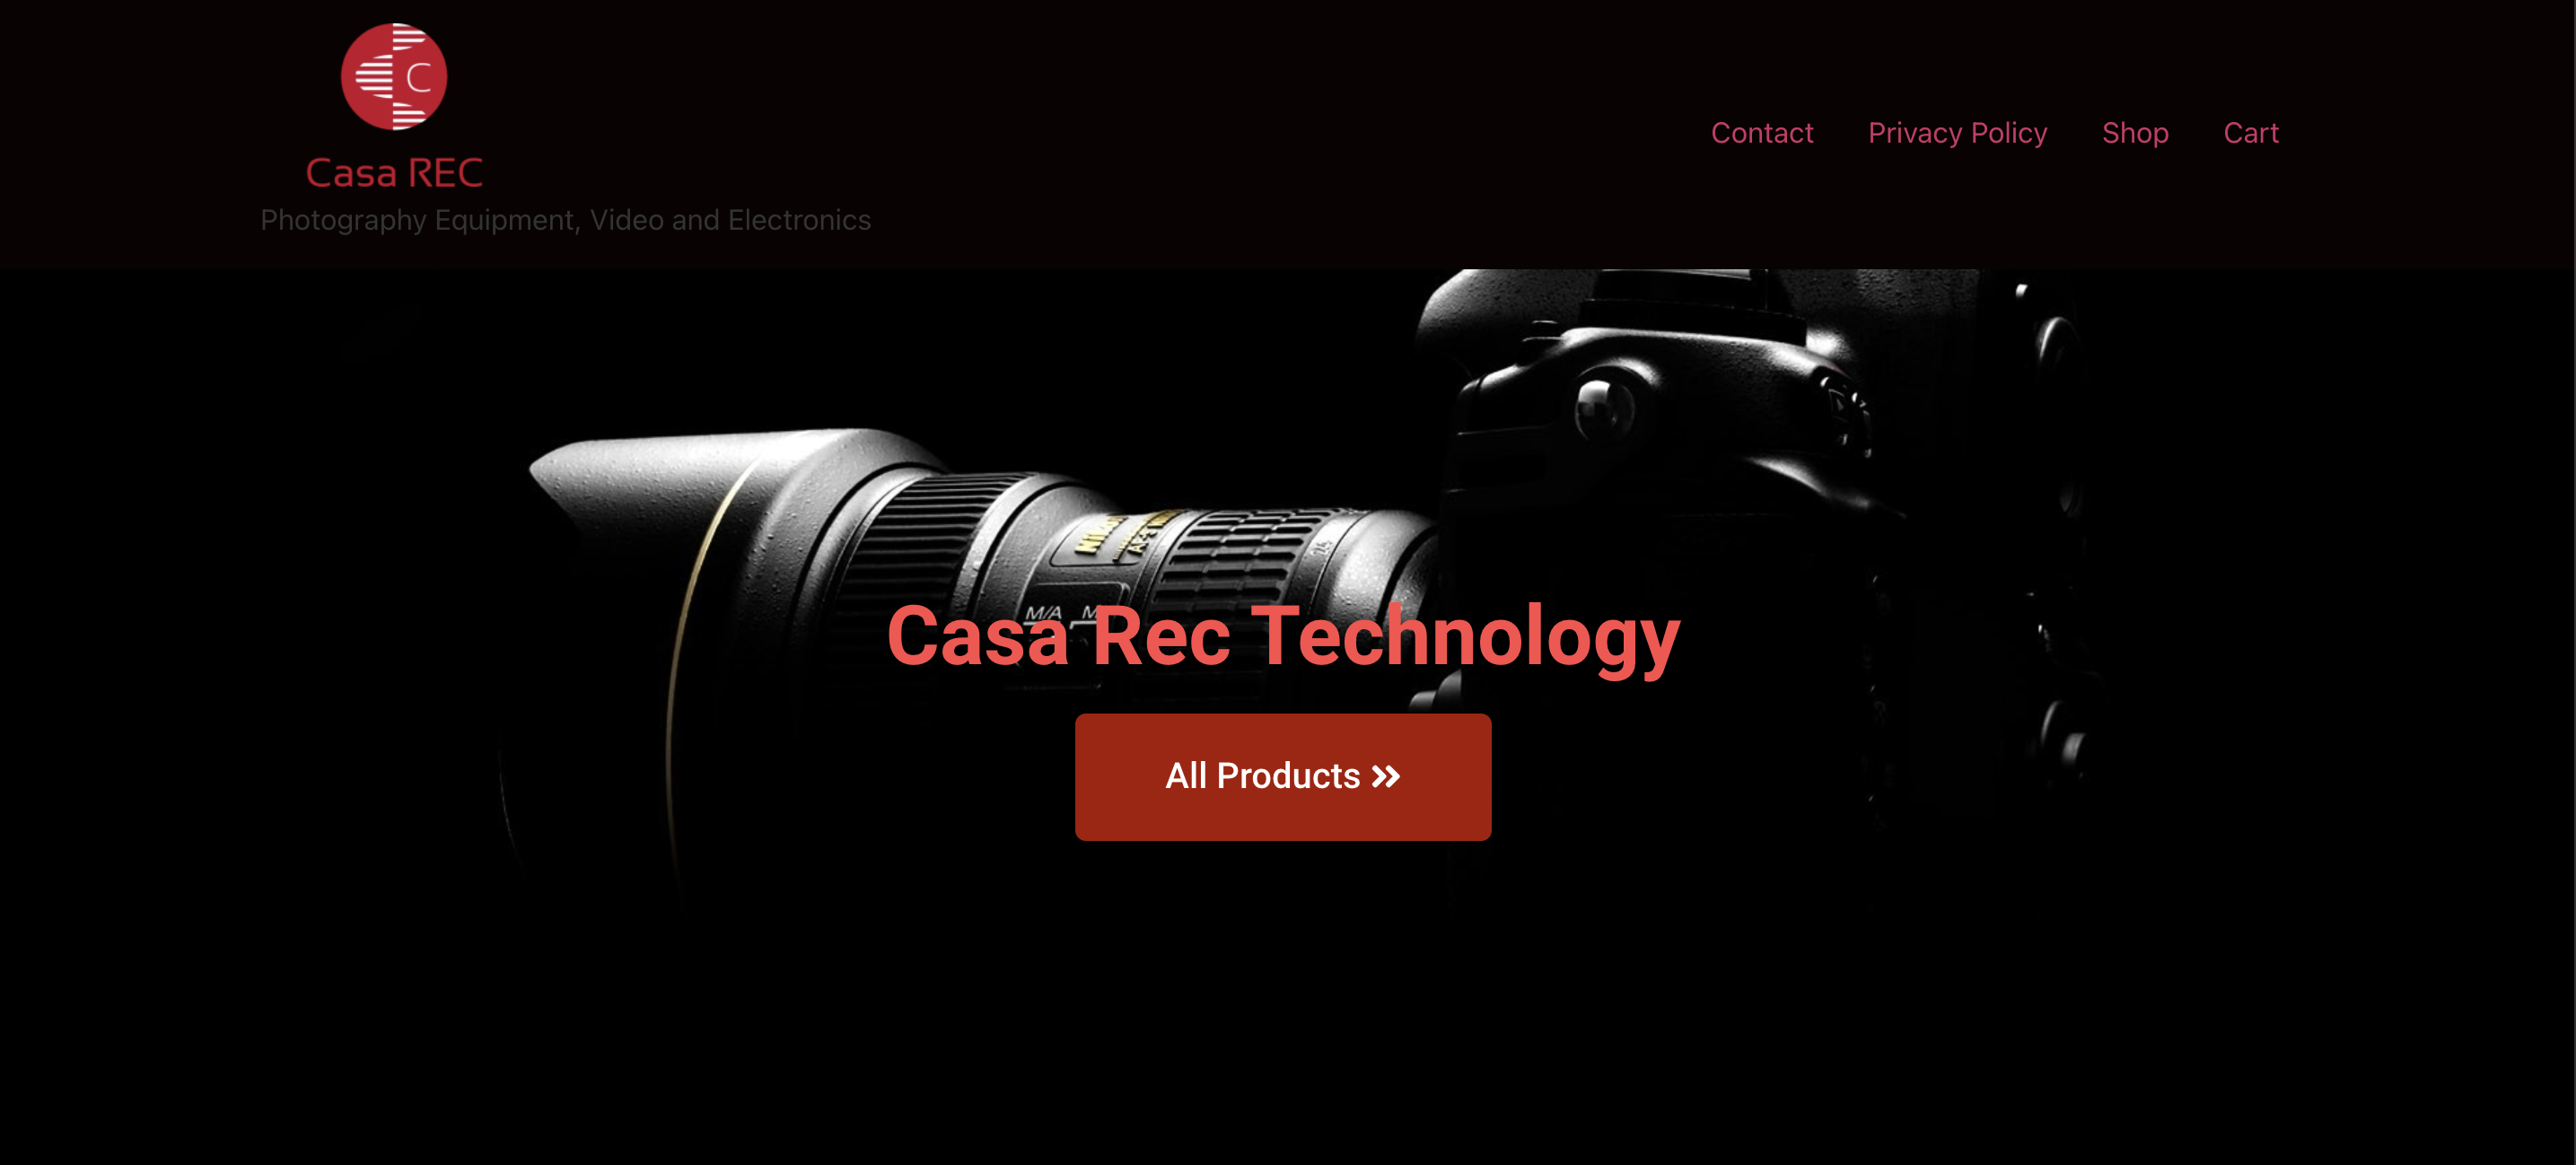 C
Casa REC
Photography Equipment, Video and Electronics
Contact Privacy Policy Shop Cart
M/A M
Casa Rec Technology
All Products »